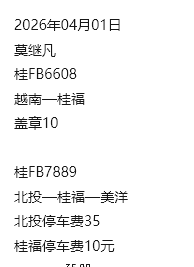 2026年04月01日
莫继凡
桂FB6608
越南—桂福
盖章10
桂FB7889
北投—桂福—美洋
北投停车费35
桂福停车费10元